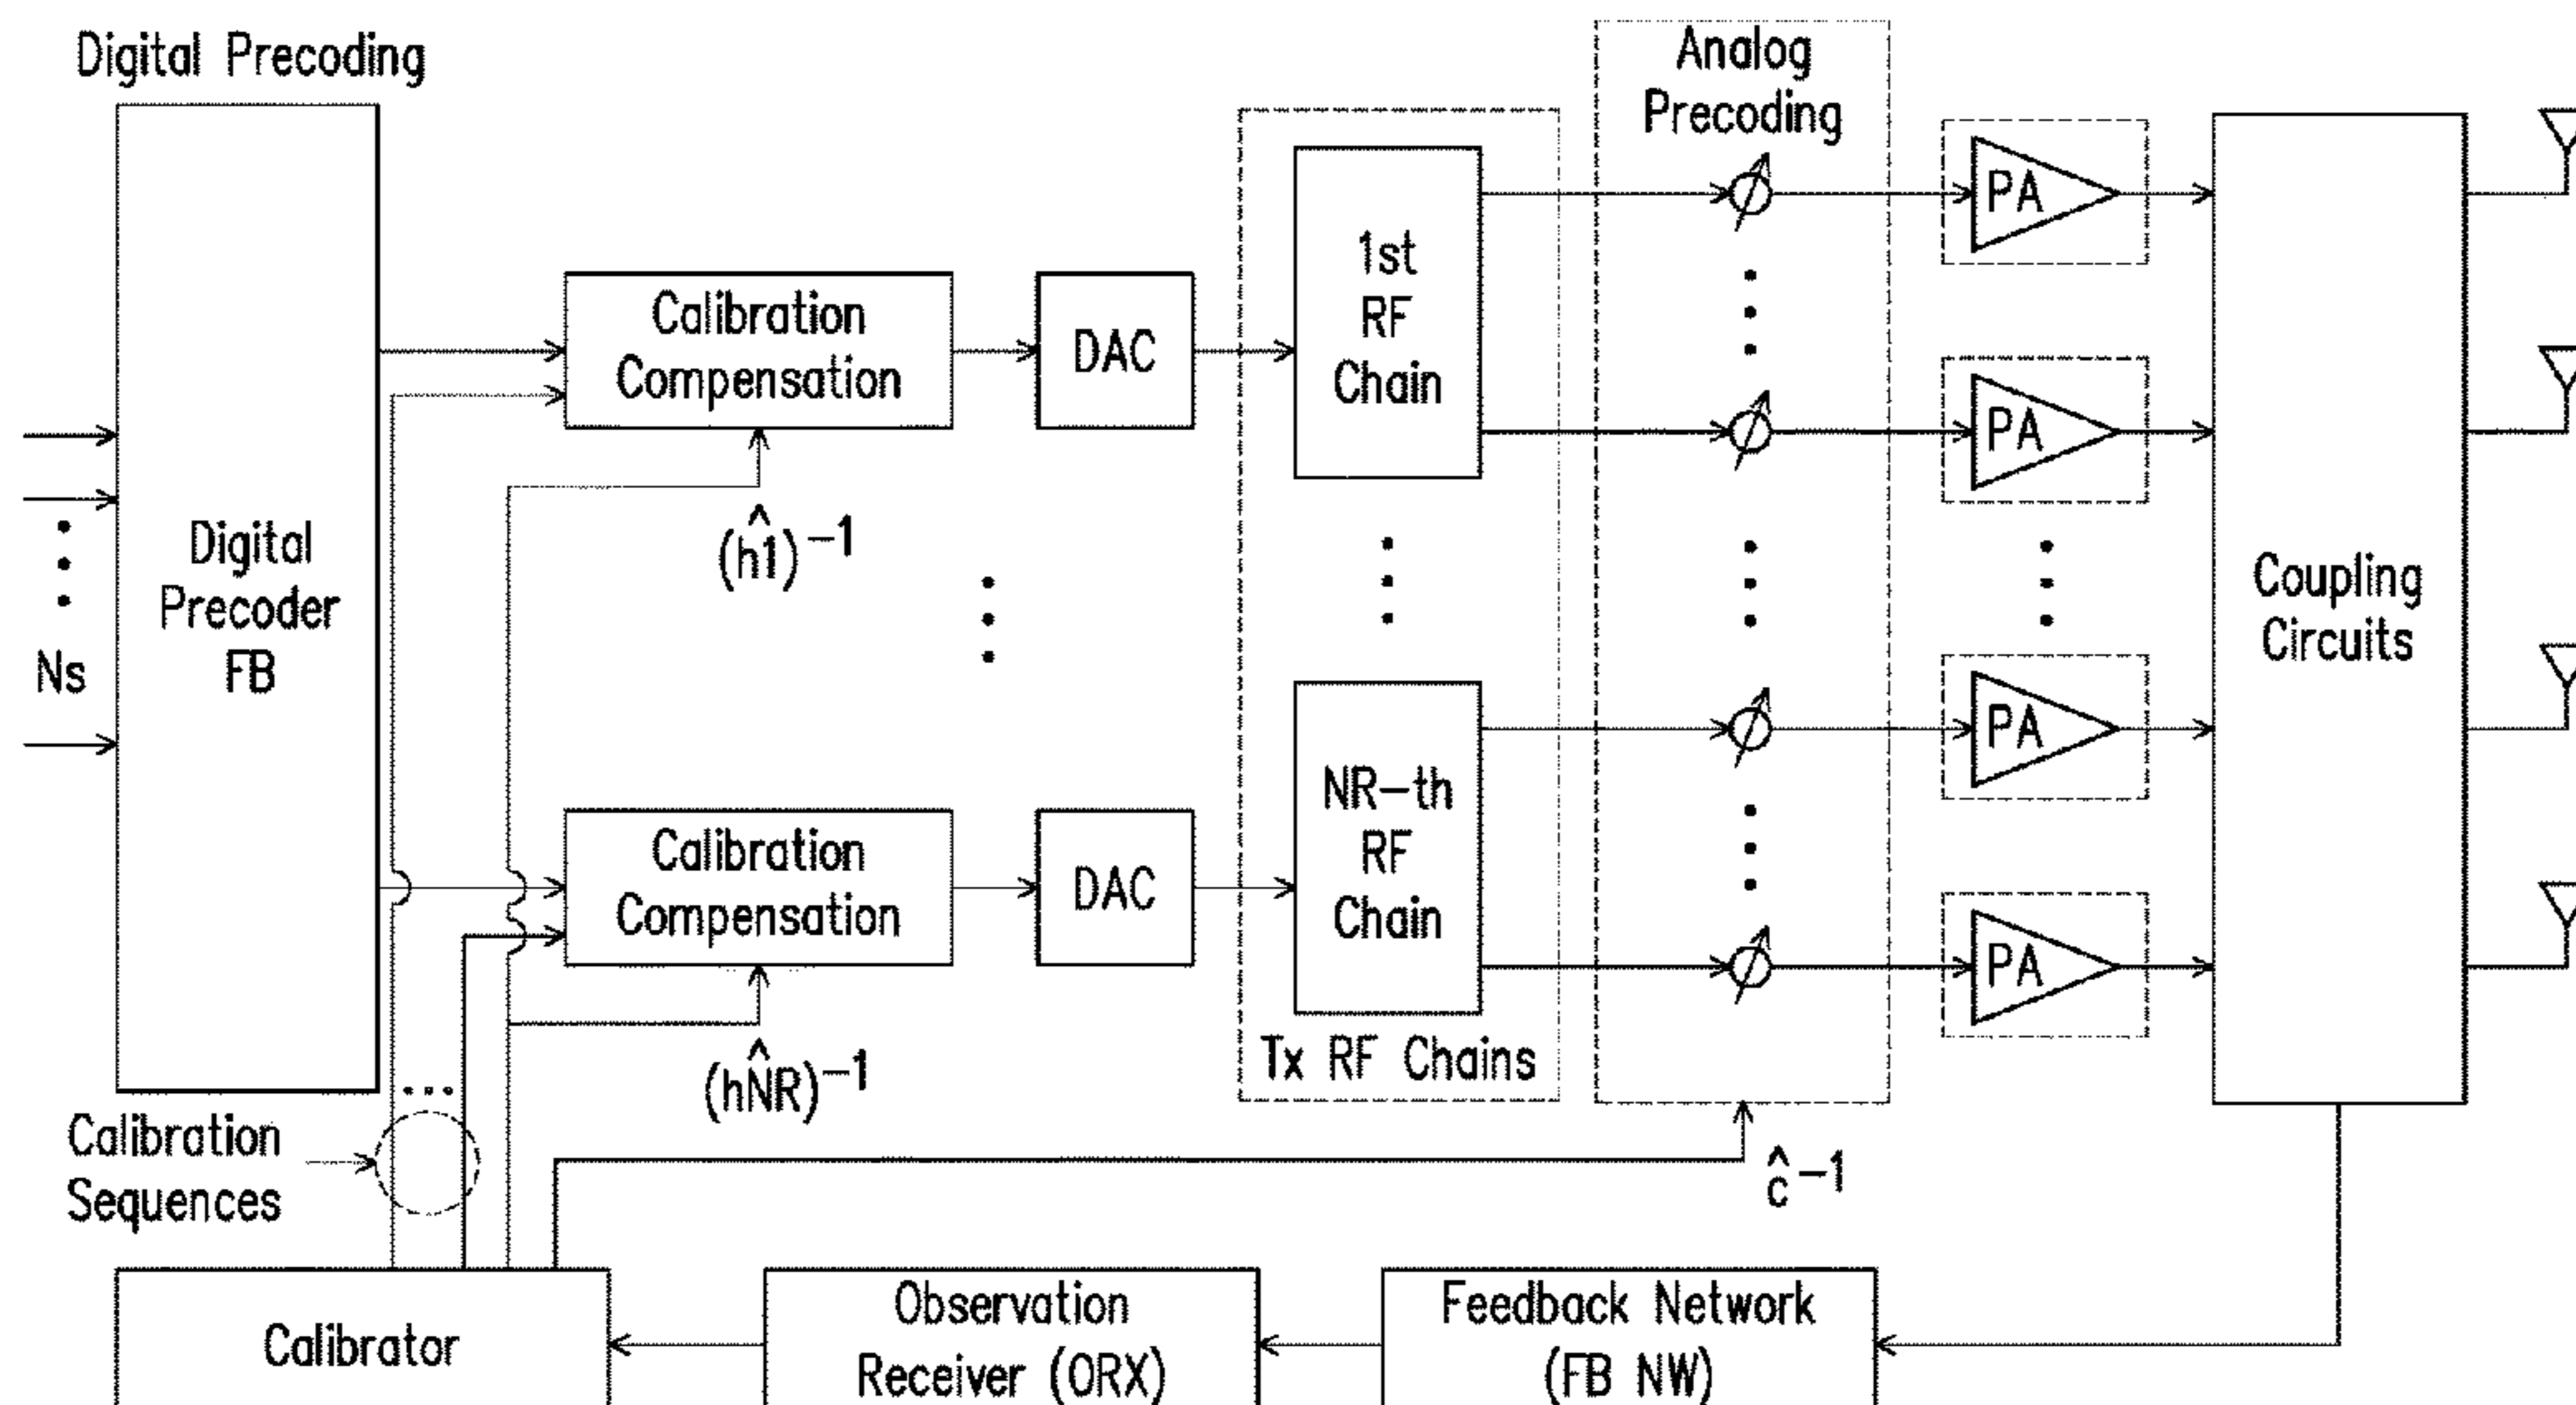 Digital Precoding
Analog
Precoding
Digital
Precoder
FB
Ns
Calibration
Compensation
DAC
1st
RF
Chain
PA
PA
(ĥ1)⁻¹
Coupling
Circuits
Calibration
Compensation
DAC
NR-th
RF
Chain
PA
PA
(hN̂R)⁻¹
Tx RF Chains
Calibration
Sequences
ĉ⁻¹
Calibrator
Observation
Receiver (ORX)
Feedback Network
(FB NW)